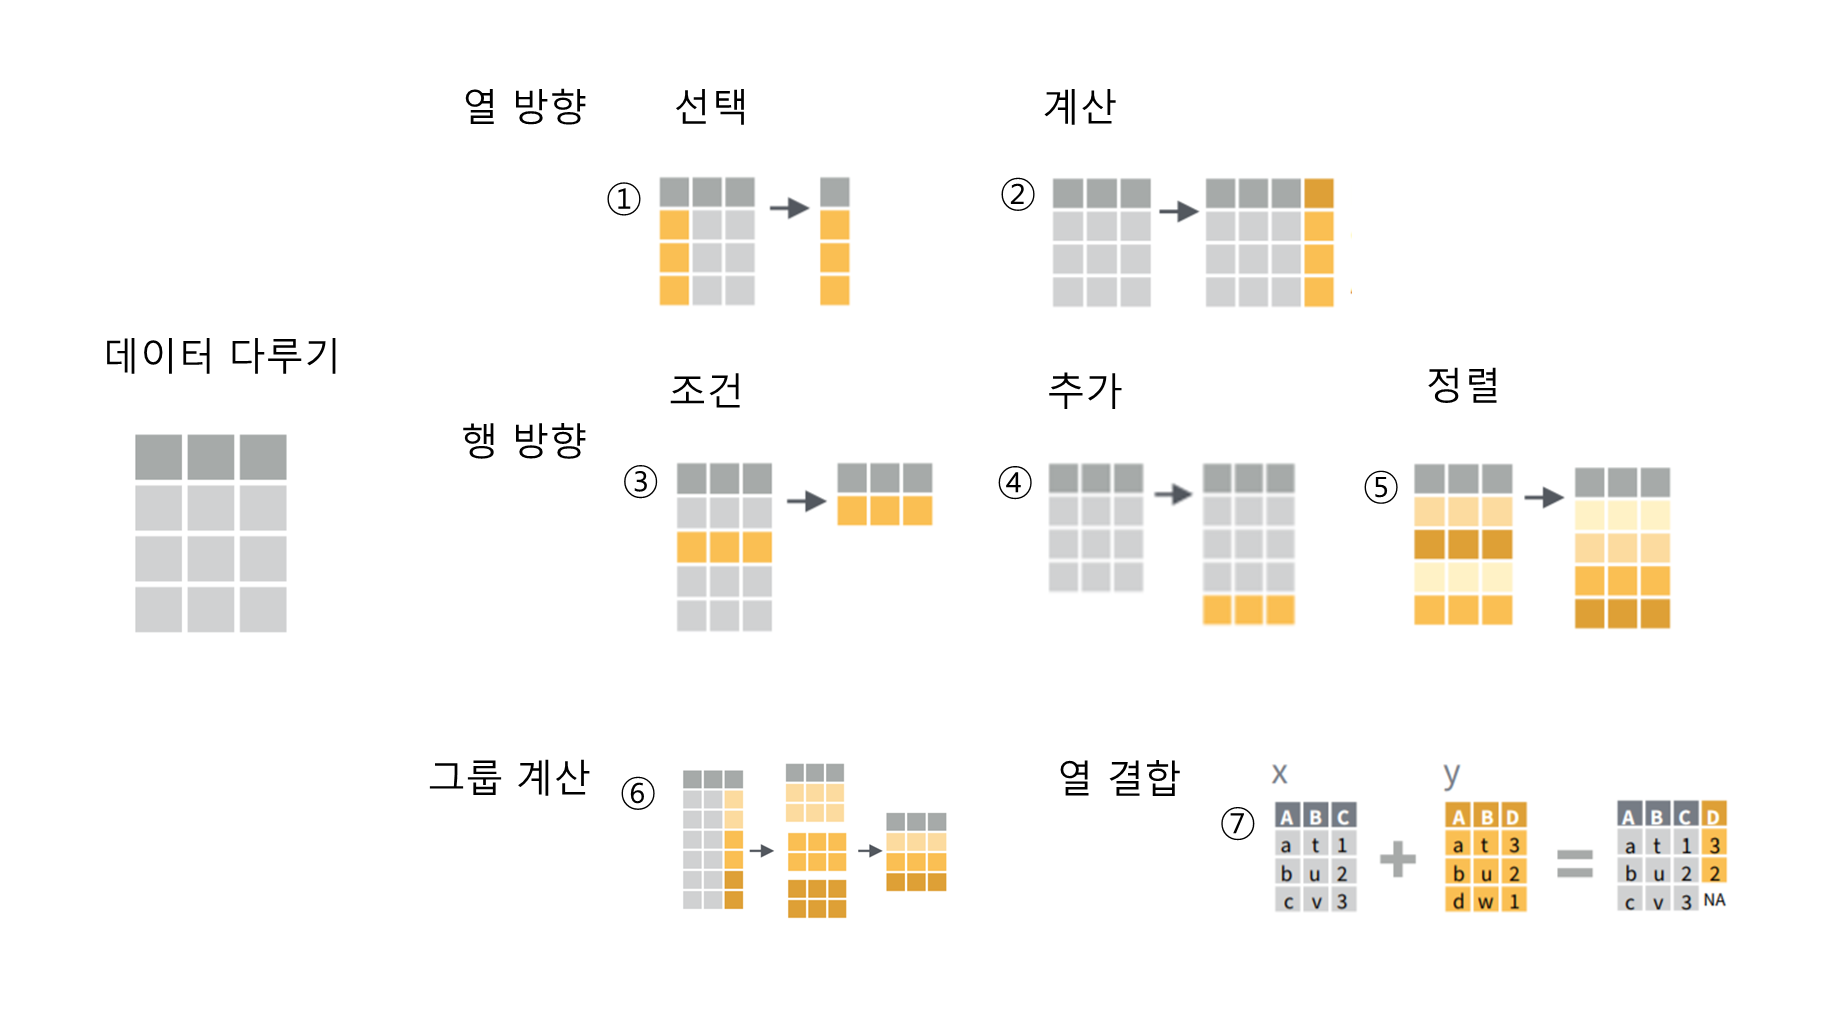 열 방향 선택 계산
① ②
데이터 다루기
조건 추가 정렬
행 방향
③ ④ ⑤
그룹 계산 ⑥
열 결합 ⑦
x y
A B C A B D A B C D
a t 1 a t 3 a t 1 3
b u 2 b u 2 b u 2 2
c v 3 d w 1 c v 3 NA